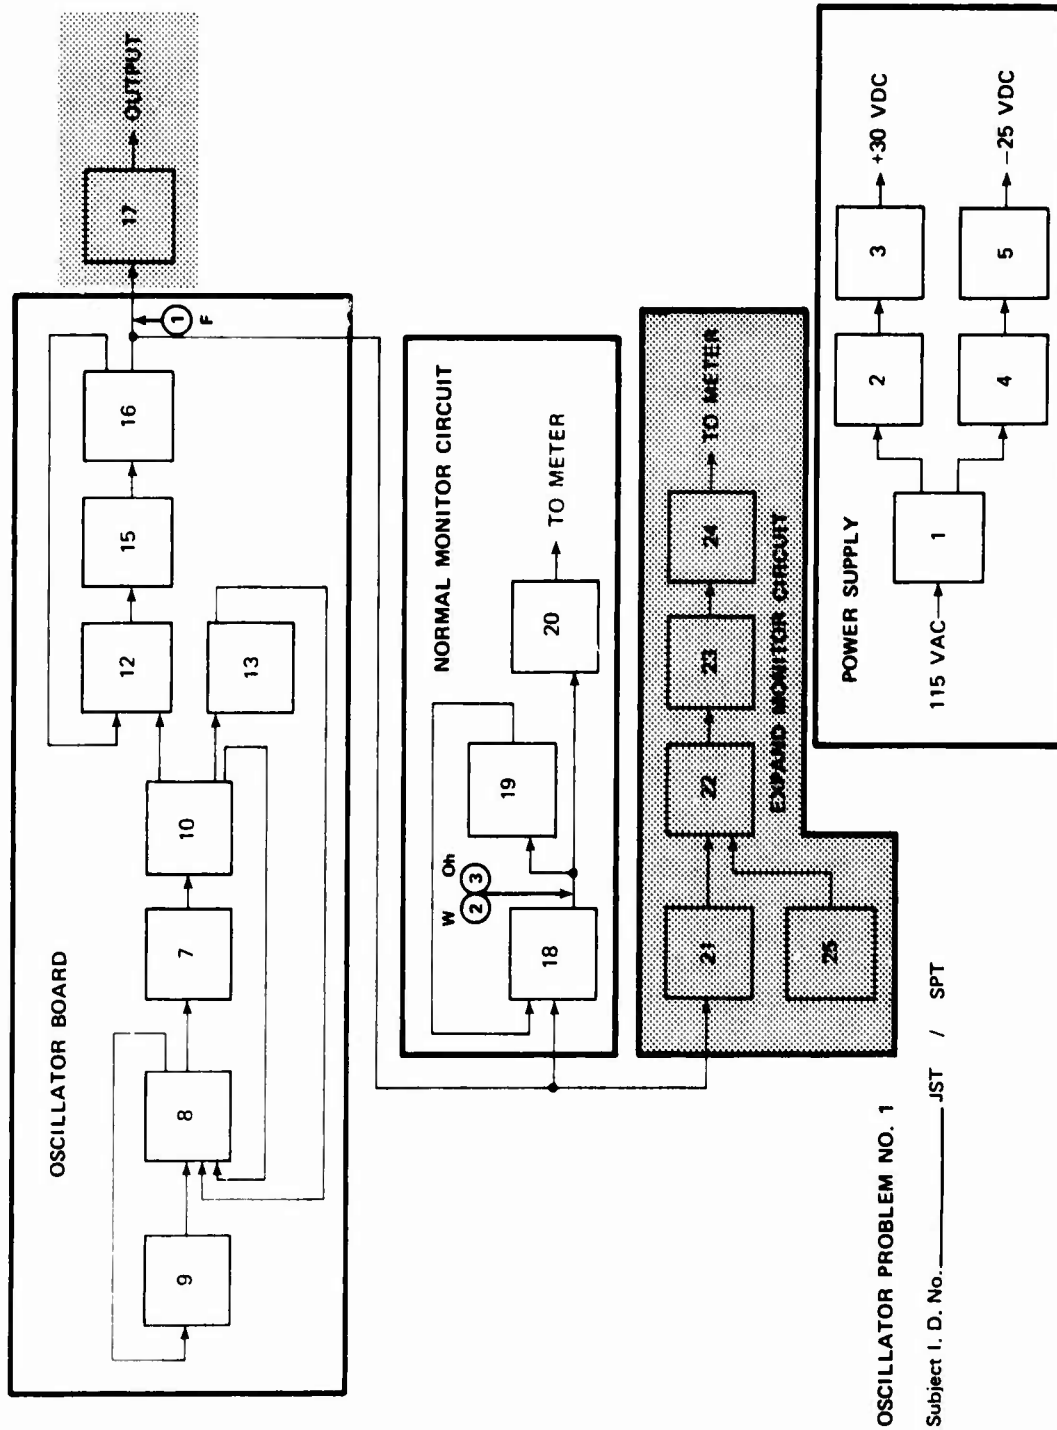 OSCILLATOR BOARD
9
8
7
10
12
13
15
16
1
F
17
OUTPUT
NORMAL MONITOR CIRCUIT
W Oh
2 3
18
19
20
TO METER
21
25
22
23
24
TO METER
EXPAND MONITOR CIRCUIT
POWER SUPPLY
115 VAC
1
2
3
+30 VDC
4
5
-25 VDC
OSCILLATOR PROBLEM NO. 1
Subject I. D. No. JST / SPT